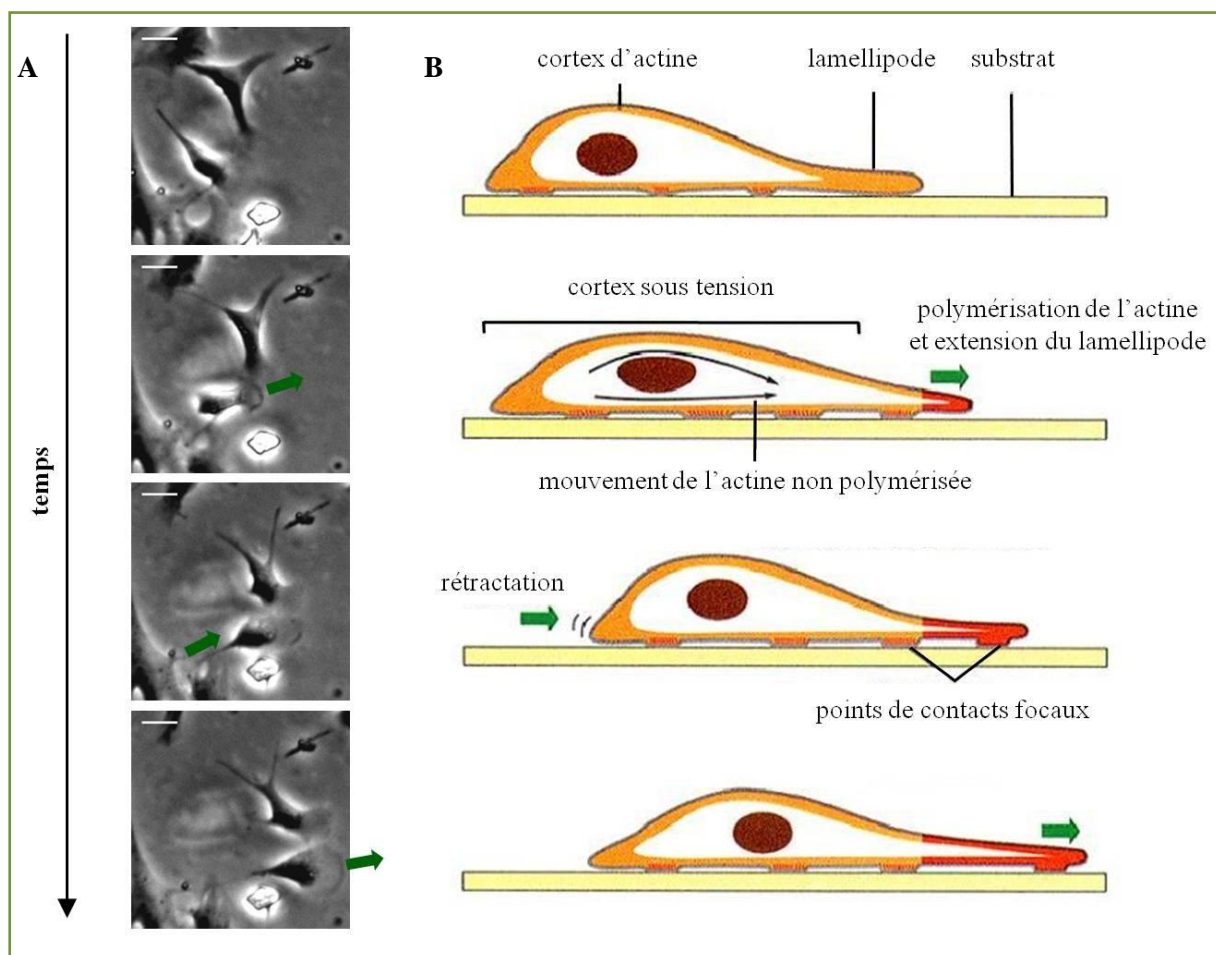 A
temps
B
cortex d’actine
lamellipode
substrat
cortex sous tension
polymérisation de l’actine
et extension du lamellipode
mouvement de l’actine non polymérisée
rétractation
points de contacts focaux